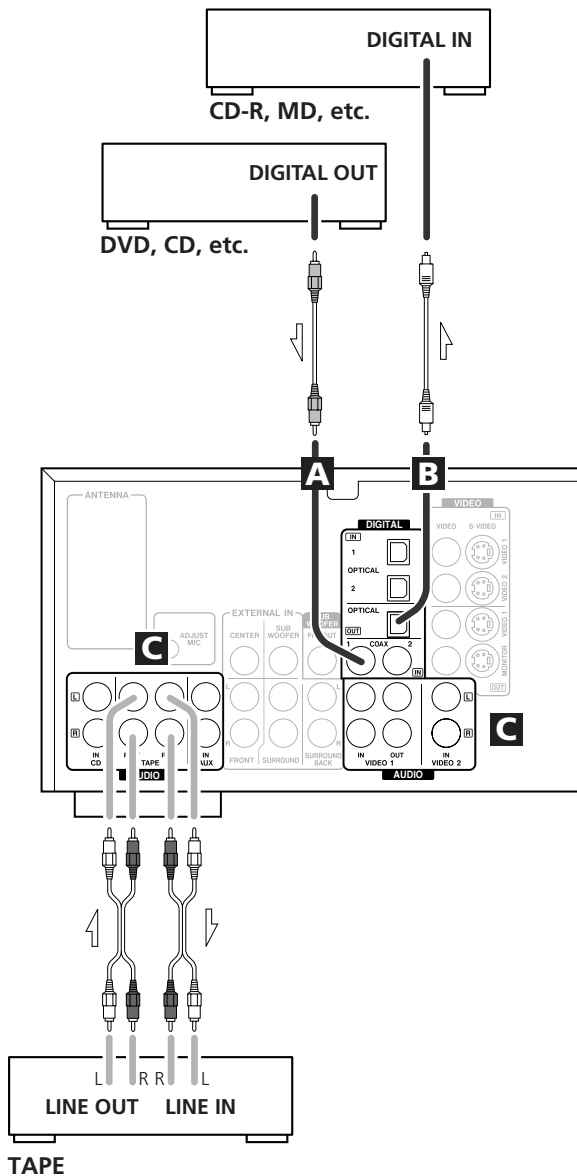 DIGITAL IN
CD-R, MD, etc.
DIGITAL OUT
DVD, CD, etc.
A
B
ANTENNA
VIDEO
IN
VIDEO S-VIDEO
VIDEO 1
VIDEO 2
VIDEO 1
MONITOR
OUT
DIGITAL
IN
1
OPTICAL
2
OPTICAL
OUT
1 COAX 2
IN
ADJUST
MIC
C
EXTERNAL IN
CENTER
SUB
WOOFER
SUB
WOOFER
OUT
L
R
FRONT
SURROUND
SURROUND
BACK
L
R
L
R
IN
CD
TAPE
IN
AUX
L
R
IN OUT
VIDEO 1
IN
VIDEO 2
AUDIO
C
L R R L
LINE OUT LINE IN
TAPE